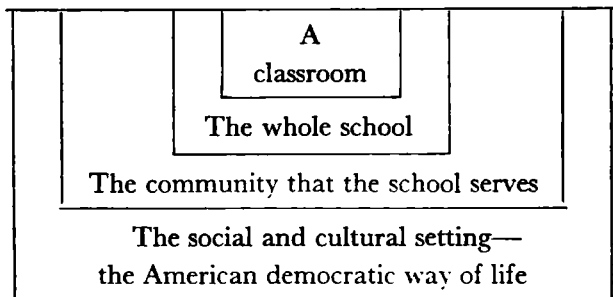 A
classroom
The whole school
The community that the school serves
The social and cultural setting—
the American democratic way of life